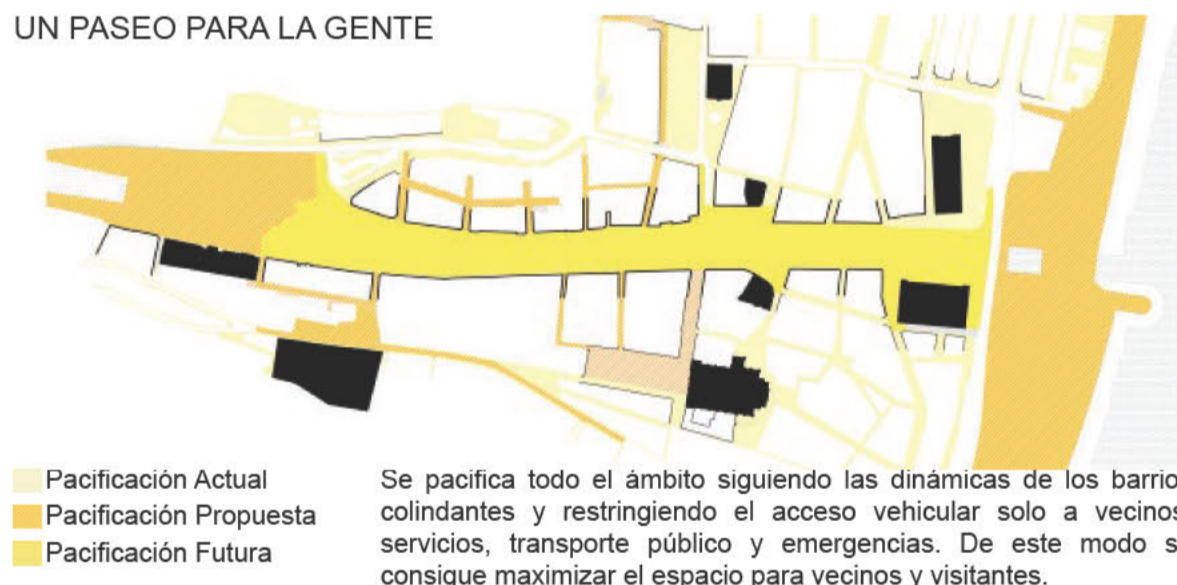 UN PASEO PARA LA GENTE
Pacificación Actual
Pacificación Propuesta
Pacificación Futura
Se pacifica todo el ámbito siguiendo las dinámicas de los barrio
colindantes y restringiendo el acceso vehicular solo a vecinos
servicios, transporte público y emergencias. De este modo s
consigue maximizar el espacio para vecinos y visitantes.